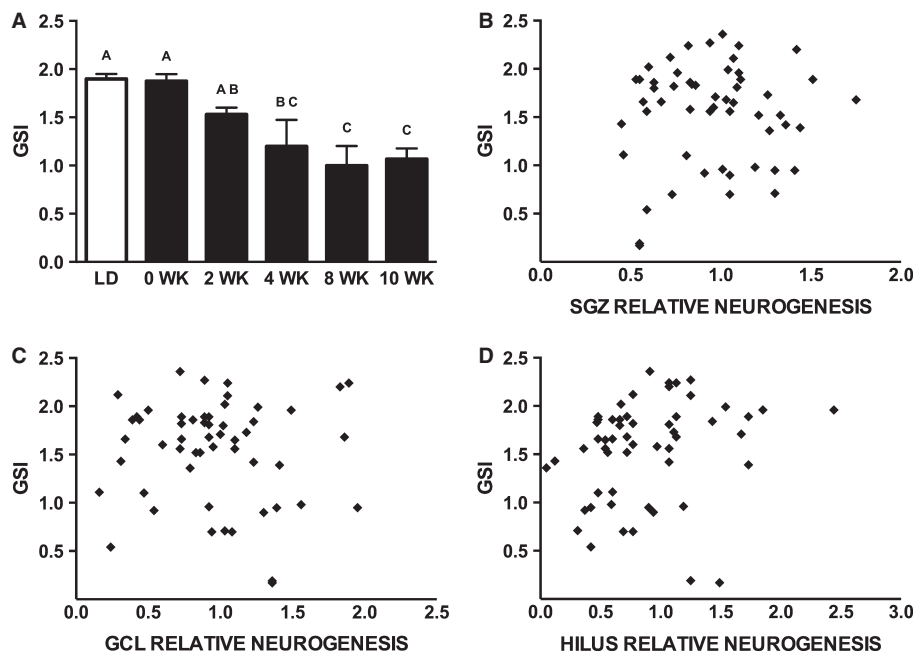 A
GSI
2.5
2.0
1.5
1.0
0.5
0.0
A
A
A B
B C
C
C
LD
0 WK
2 WK
4 WK
8 WK
10 WK
B
GSI
2.5
2.0
1.5
1.0
0.5
0.0
0.5
1.0
1.5
2.0
SGZ RELATIVE NEUROGENESIS
C
GSI
2.5
2.0
1.5
1.0
0.5
0.0
0.5
1.0
1.5
2.0
2.5
GCL RELATIVE NEUROGENESIS
D
GSI
2.5
2.0
1.5
1.0
0.5
0.0
0.5
1.0
1.5
2.0
2.5
3.0
HILUS RELATIVE NEUROGENESIS